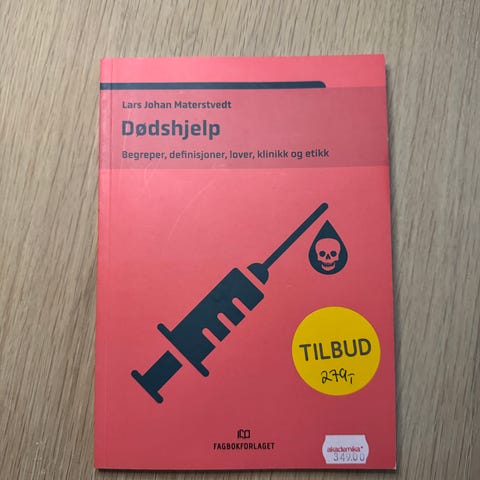 Lars Johan Materstvedt
Dødshjelp
Begreper, definisjoner, lover, klinikk og etikk
TILBUD
279,-
FAGBOKFORLAGET
akademika
349.00